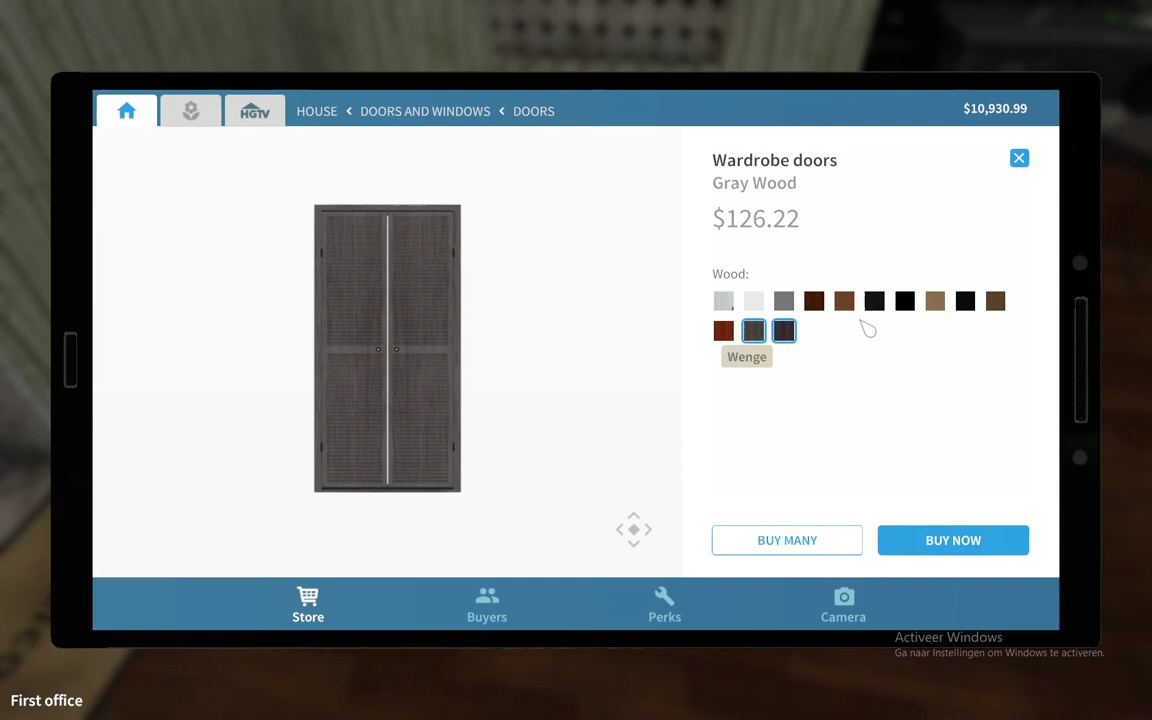 HGTV
HOUSE < DOORS AND WINDOWS < DOORS
$10,930.99
Wardrobe doors
Gray Wood
$126.22
Wood:
Wenge
BUY MANY
BUY NOW
Store
Buyers
Perks
Camera
Activeer Windows
Ga naar Instellingen om Windows te activeren.
First office